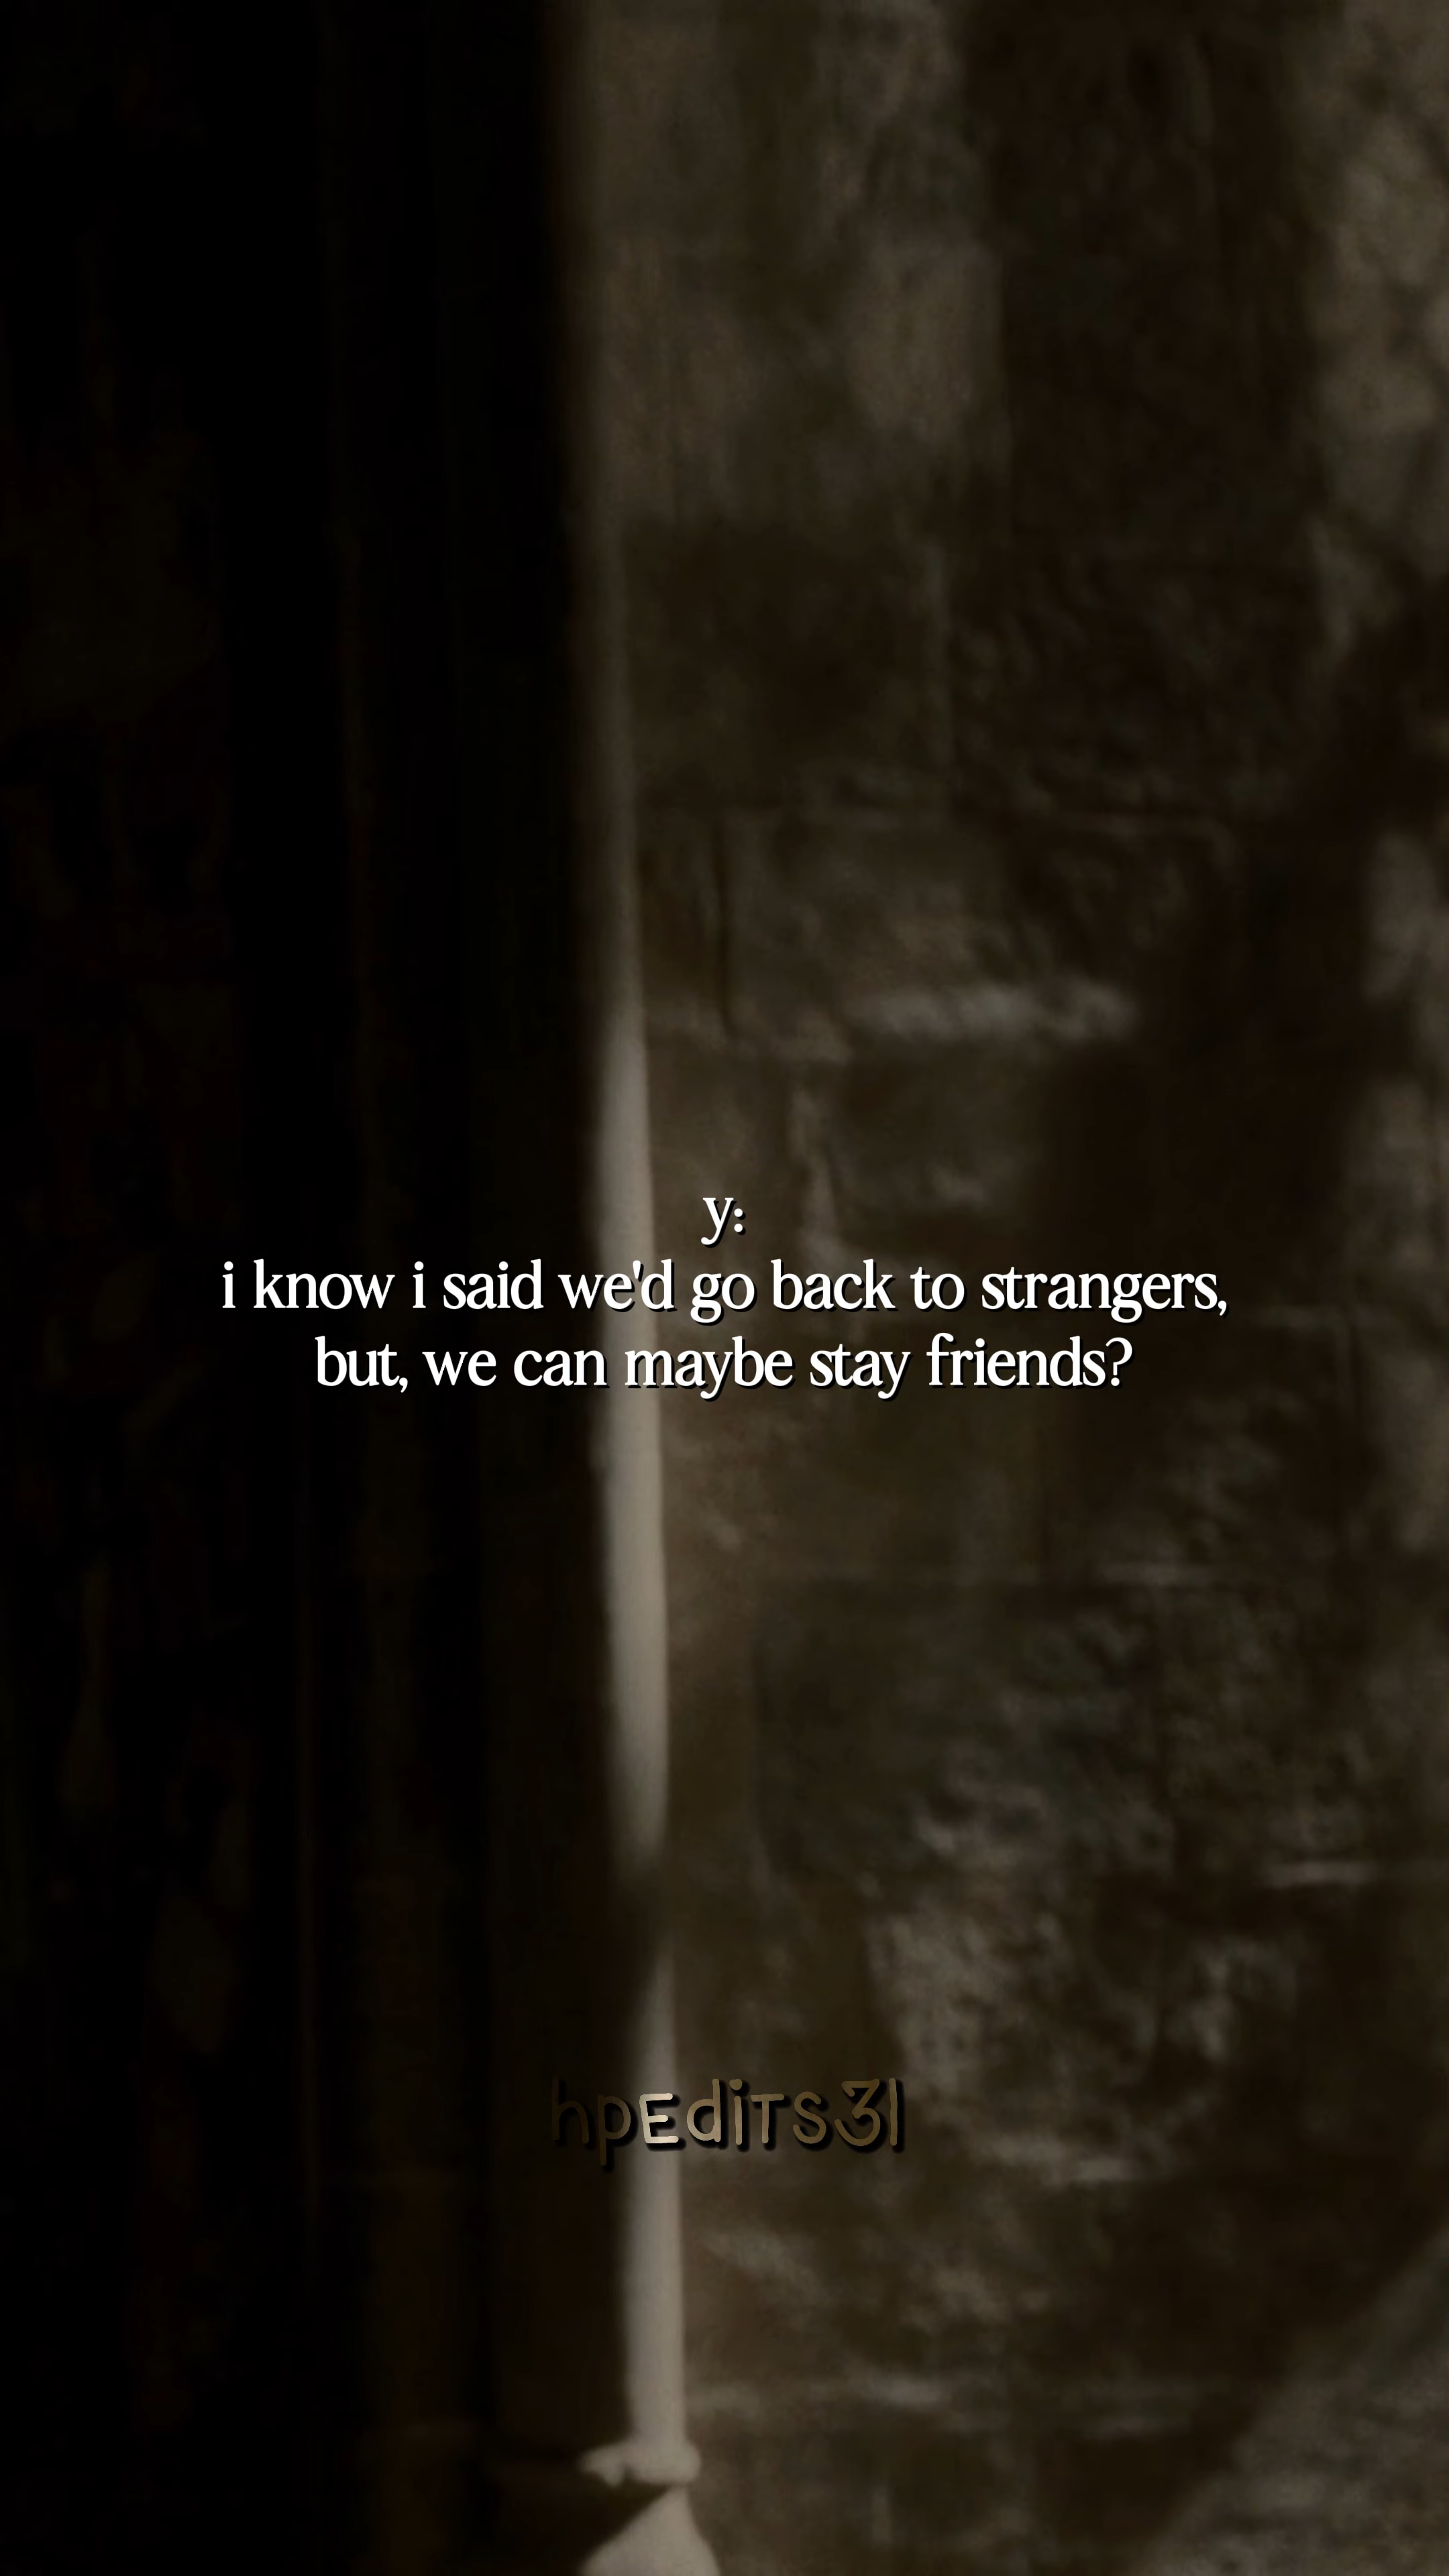 y:
i know i said we'd go back to strangers,
but, we can maybe stay friends?
hpEdiTs31